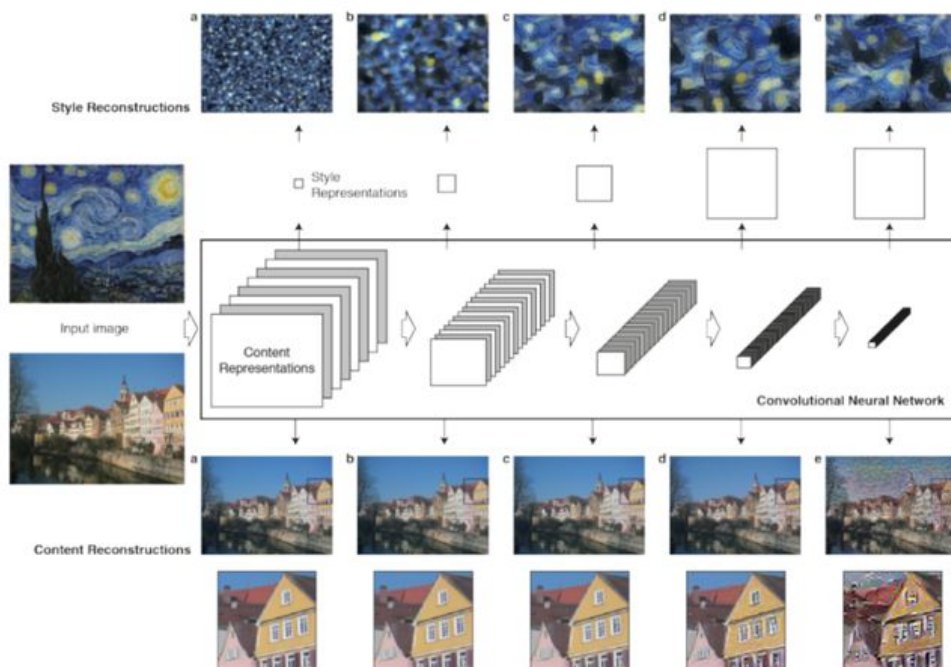 a b c d e
Style Reconstructions
Style
Representations
Input image
Content
Representations
Convolutional Neural Network
a b c d e
Content Reconstructions